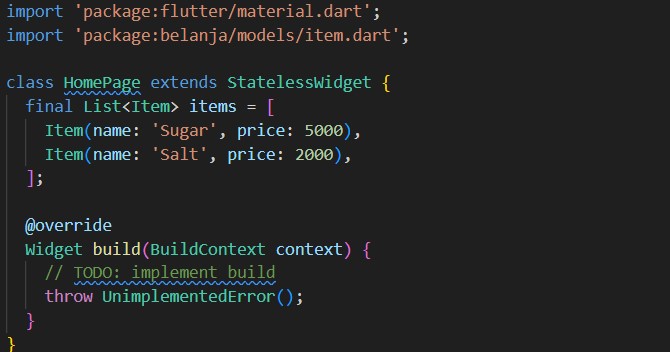 import 'package:flutter/material.dart';
import 'package:belanja/models/item.dart';
class HomePage extends StatelessWidget {
final List<Item> items = [
Item(name: 'Sugar', price: 5000),
Item(name: 'Salt', price: 2000),
];
@override
Widget build(BuildContext context) {
// TODO: implement build
throw UnimplementedError();
}
}